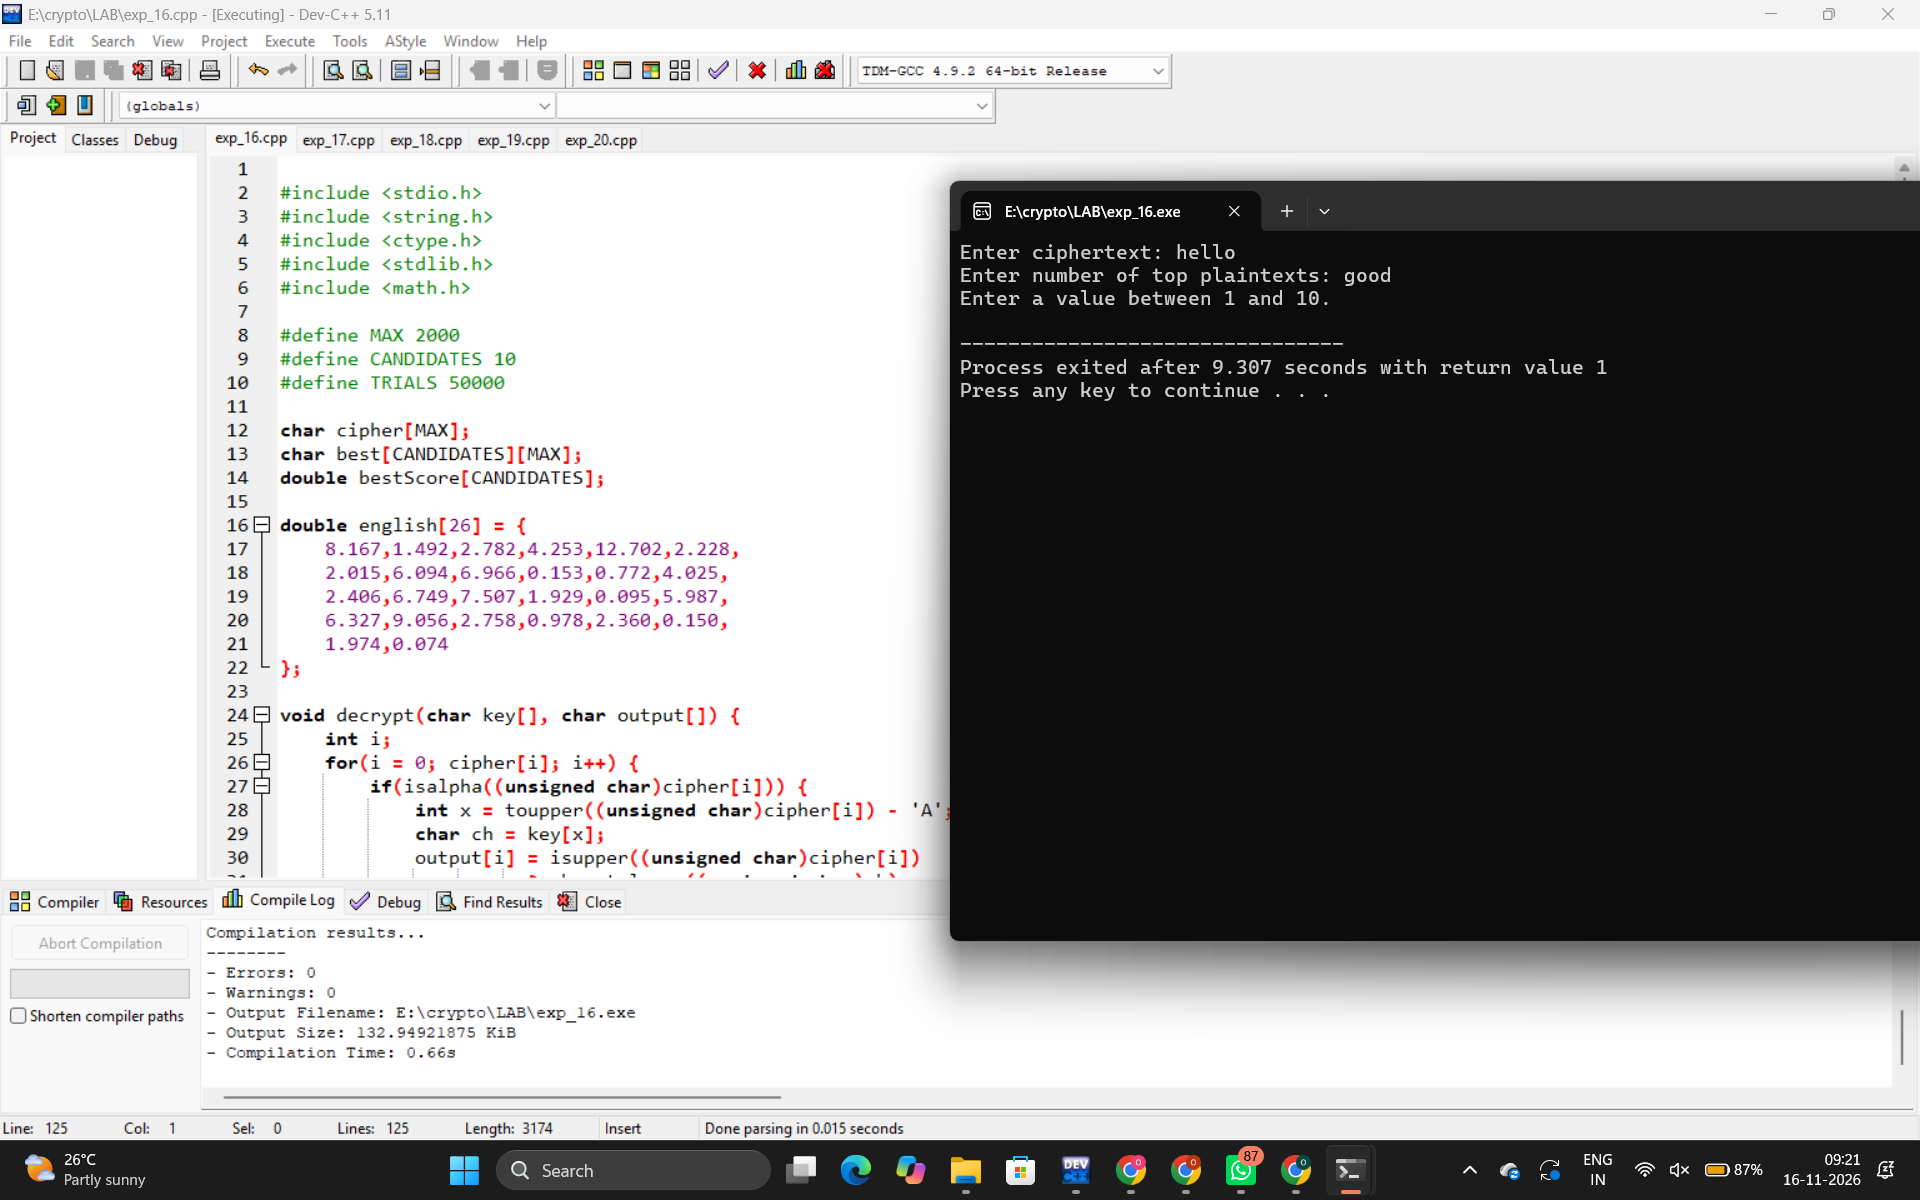 E:\crypto\LAB\exp_16.cpp - [Executing] - Dev-C++ 5.11
File Edit Search View Project Execute Tools AStyle Window Help
TDM-GCC 4.9.2 64-bit Release
(globals)
Project Classes Debug
exp_16.cpp exp_17.cpp exp_18.cpp exp_19.cpp exp_20.cpp
1
2 #include <stdio.h>
3 #include <string.h>
4 #include <ctype.h>
5 #include <stdlib.h>
6 #include <math.h>
7
8 #define MAX 2000
9 #define CANDIDATES 10
10 #define TRIALS 50000
11
12 char cipher[MAX];
13 char best[CANDIDATES][MAX];
14 double bestScore[CANDIDATES];
15
16 double english[26] = {
17 8.167,1.492,2.782,4.253,12.702,2.228,
18 2.015,6.094,6.966,0.153,0.772,4.025,
19 2.406,6.749,7.507,1.929,0.095,5.987,
20 6.327,9.056,2.758,0.978,2.360,0.150,
21 1.974,0.074
22 };
23
24 void decrypt(char key[], char output[]) {
25 int i;
26 for(i = 0; cipher[i]; i++) {
27 if(isalpha((unsigned char)cipher[i])) {
28 int x = toupper((unsigned char)cipher[i]) - 'A';
29 char ch = key[x];
30 output[i] = isupper((unsigned char)cipher[i])
E:\crypto\LAB\exp_16.exe
Enter ciphertext: hello
Enter number of top plaintexts: good
Enter a value between 1 and 10.
--------------------------------
Process exited after 9.307 seconds with return value 1
Press any key to continue . . .
Compiler Resources Compile Log Debug Find Results Close
Abort Compilation
Shorten compiler paths
Compilation results...
--------
- Errors: 0
- Warnings: 0
- Output Filename: E:\crypto\LAB\exp_16.exe
- Output Size: 132.94921875 KiB
- Compilation Time: 0.66s
Line: 125 Col: 1 Sel: 0 Lines: 125 Length: 3174 Insert Done parsing in 0.015 seconds
26°C
Partly sunny
Search
DEV
87
ENG
IN
87%
09:21
16-11-2026